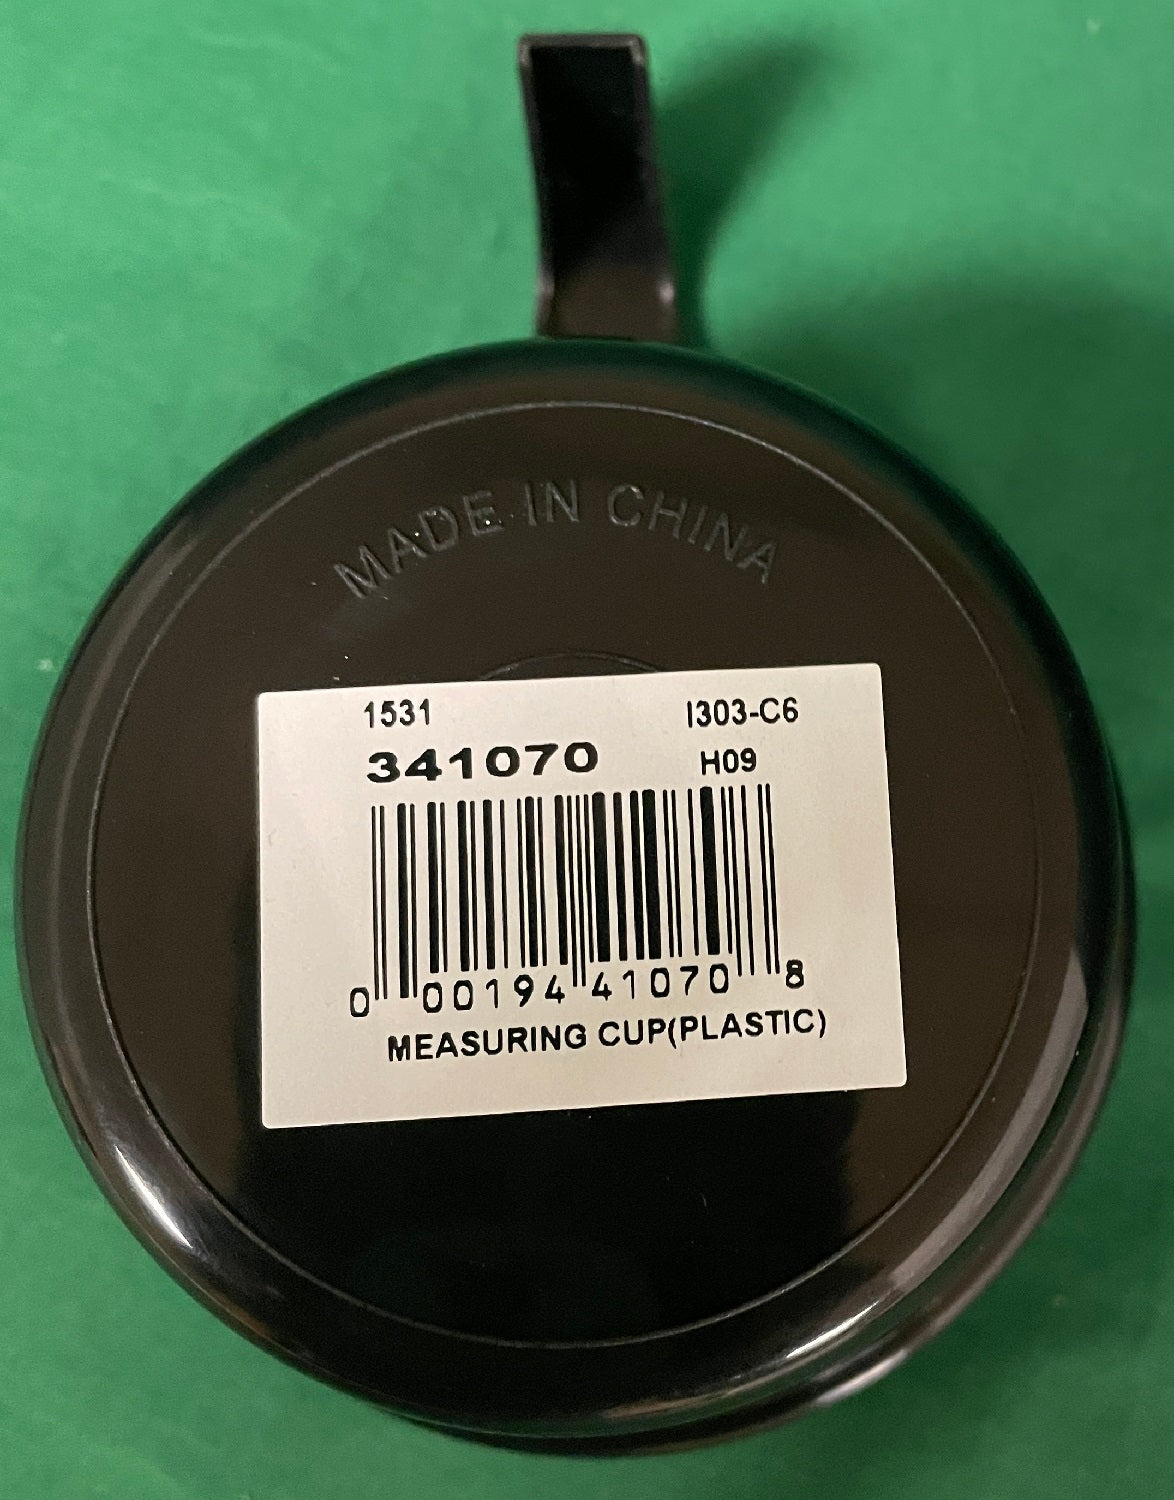 MADE IN CHINA
1531 I303-C6
341070 H09
0 00194 41070 8
MEASURING CUP(PLASTIC)